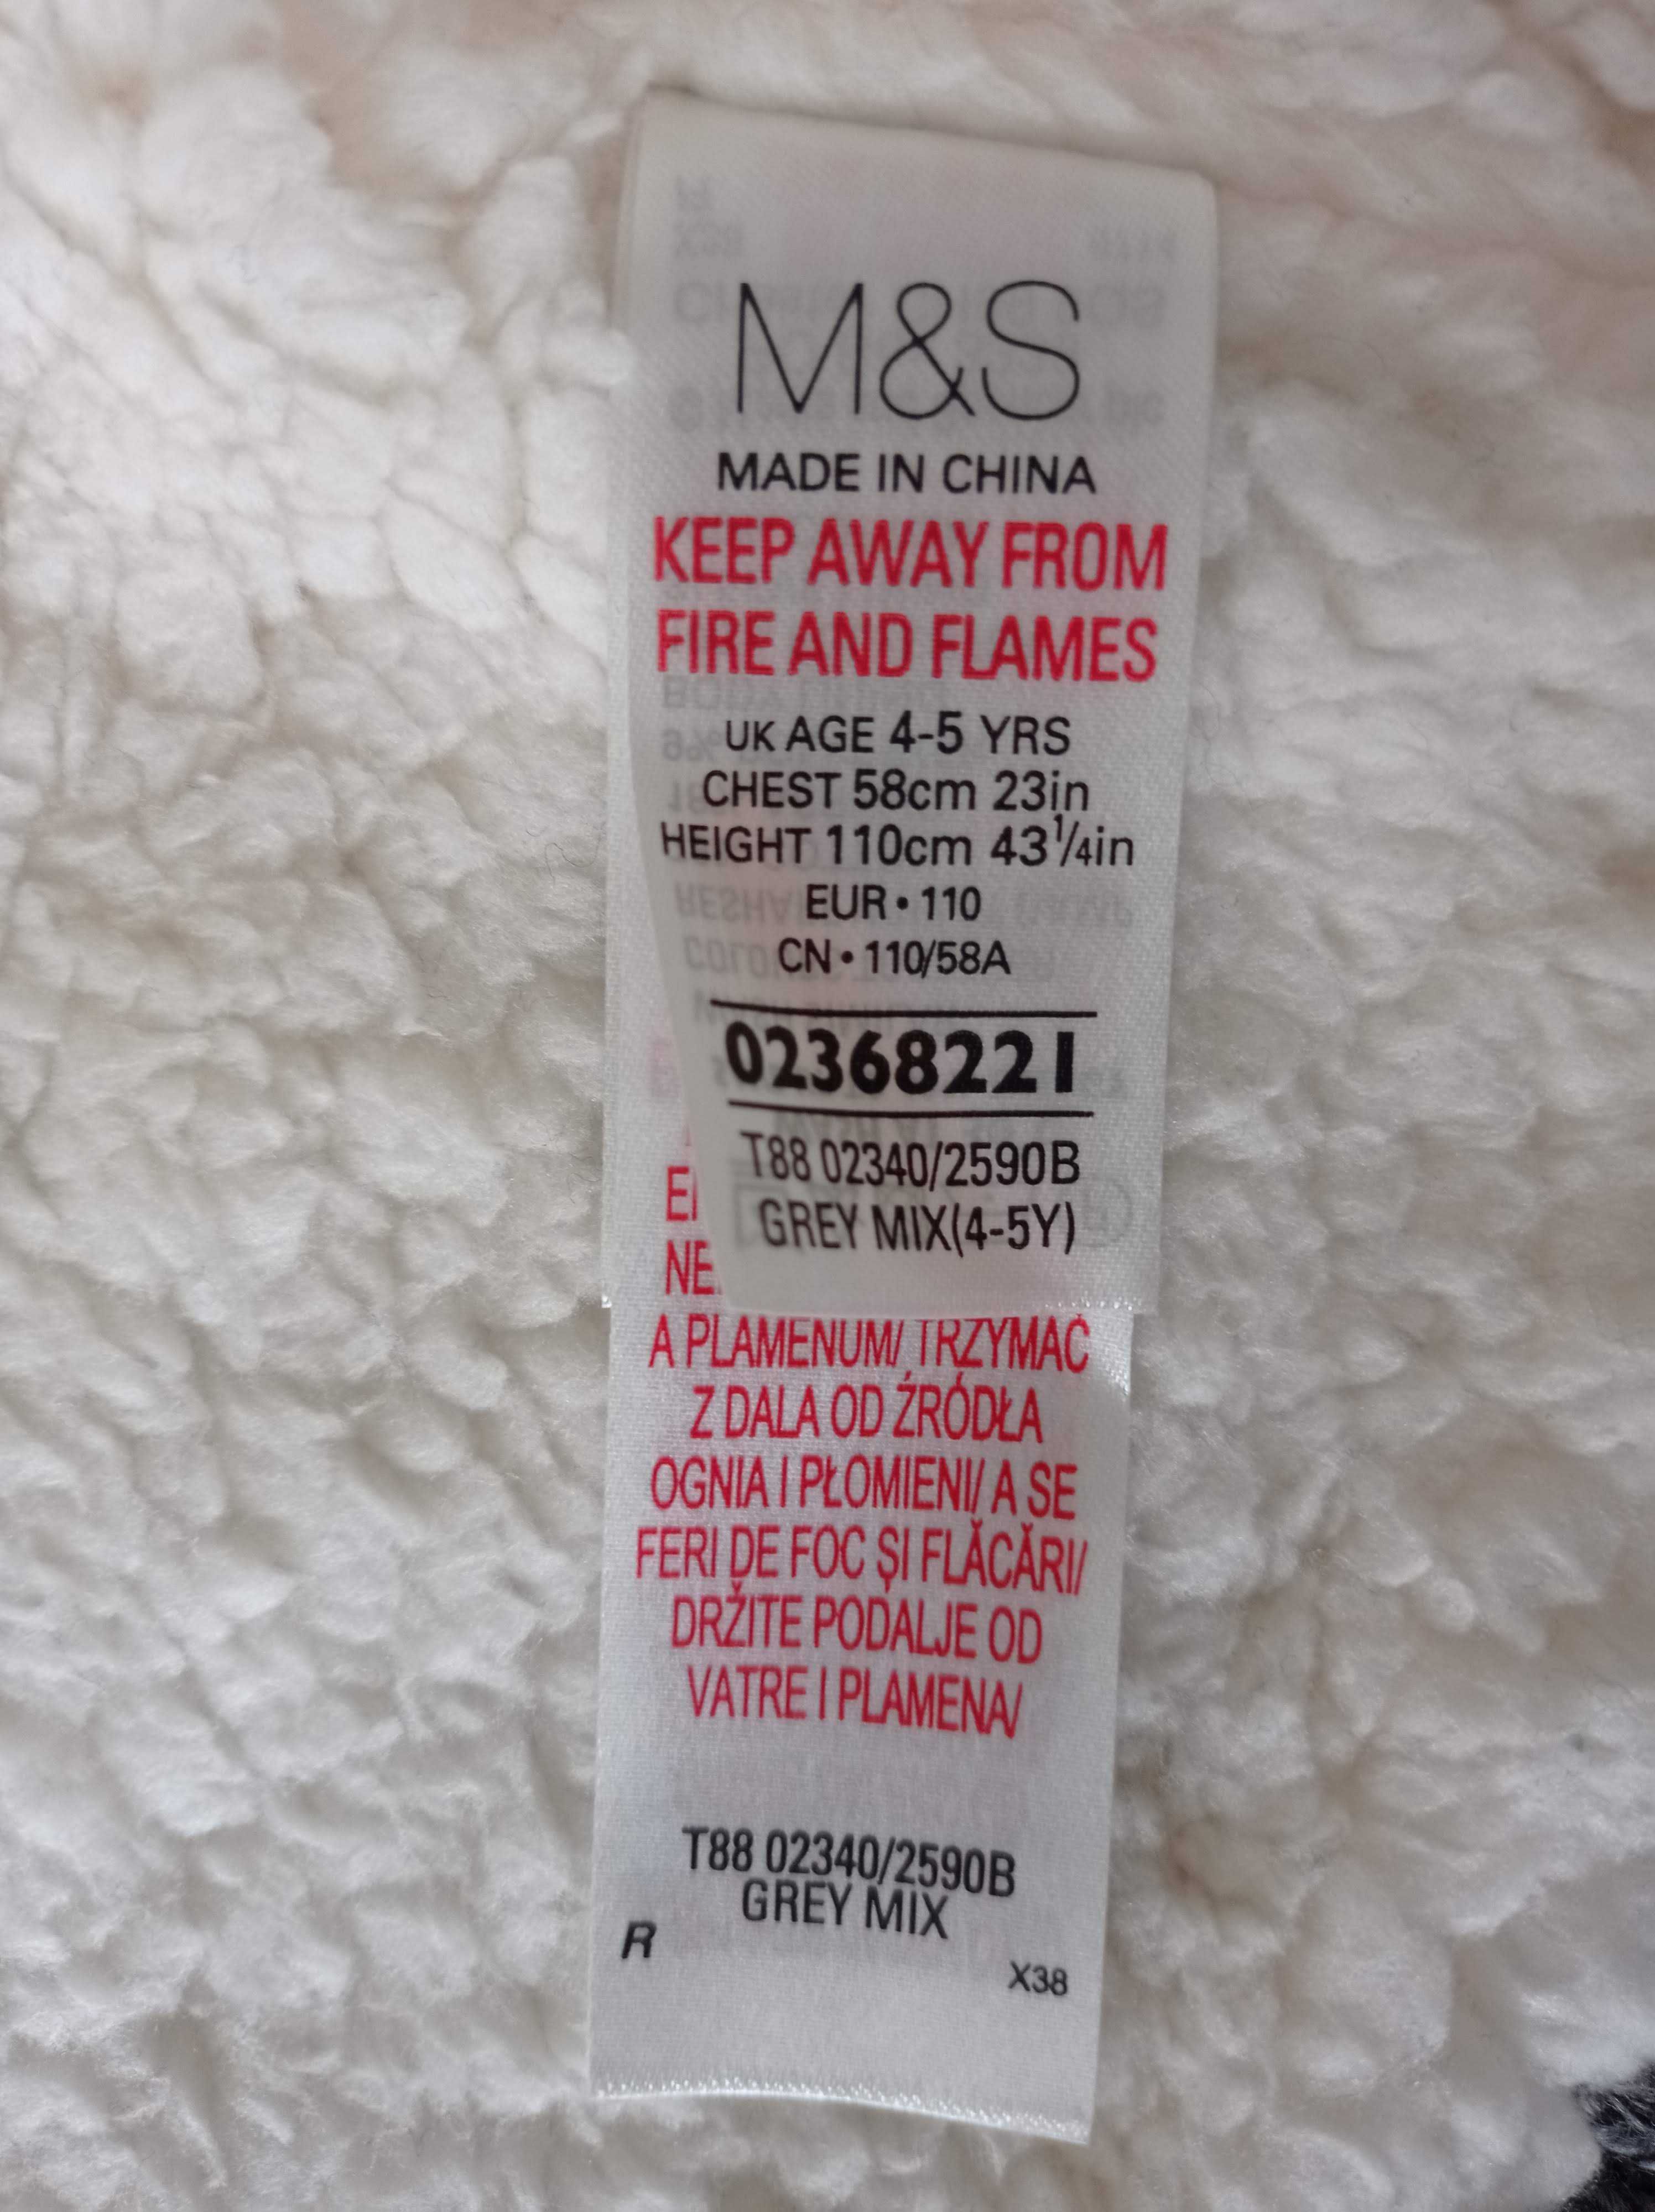 M&S
MADE IN CHINA
KEEP AWAY FROM
FIRE AND FLAMES
UK AGE 4-5 YRS
CHEST 58cm 23in
HEIGHT 110cm 43¼in
EUR • 110
CN • 110/58A
02368221
T88 02340/2590B
GREY MIX(4-5Y)
A PLAMENUM/ TRZYMAĆ
Z DALA OD ŹRÓDŁA
OGNIA I PŁOMIENI/ A SE
FERI DE FOC ȘI FLĂCĂRI/
DRŽITE PODALJE OD
VATRE I PLAMENA/
T88 02340/2590B
GREY MIX
R
X38